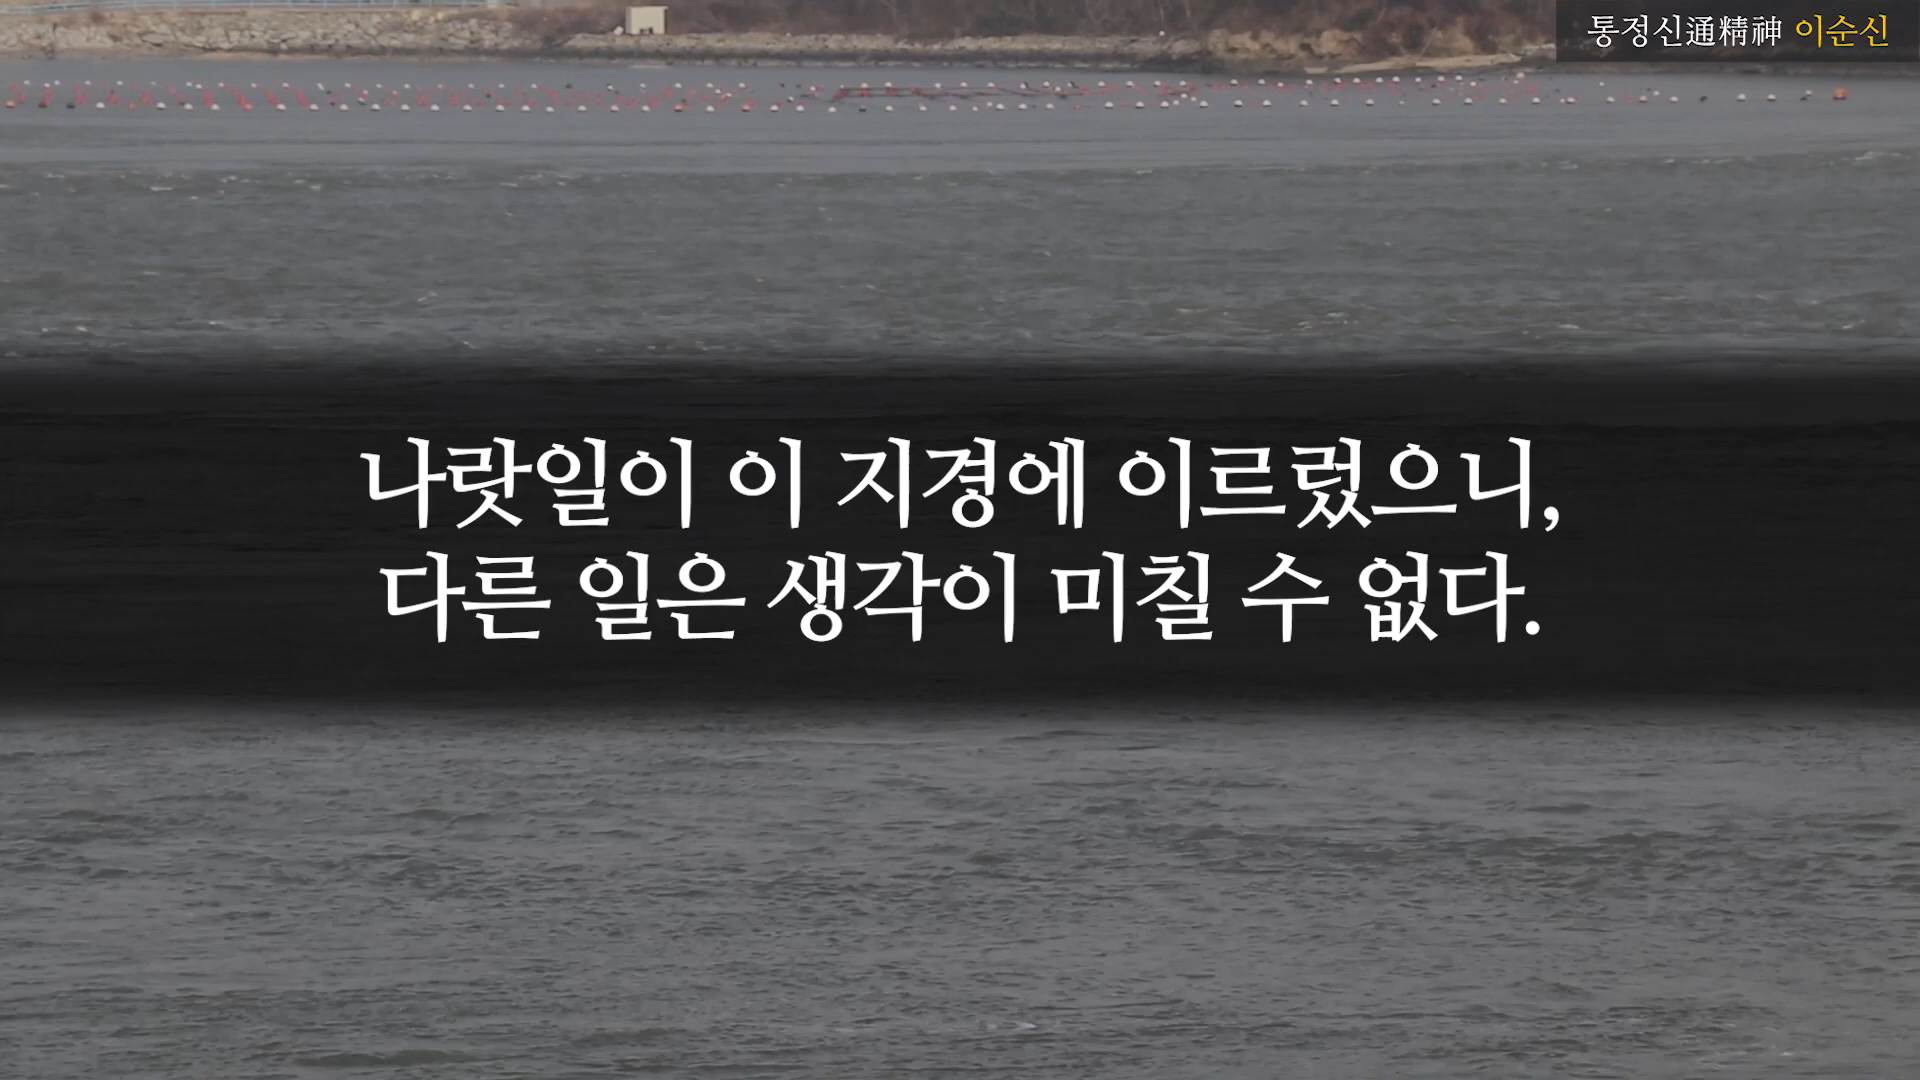 통정신通精神 이순신
나랏일이 이 지경에 이르렀으니,
다른 일은 생각이 미칠 수 없다.